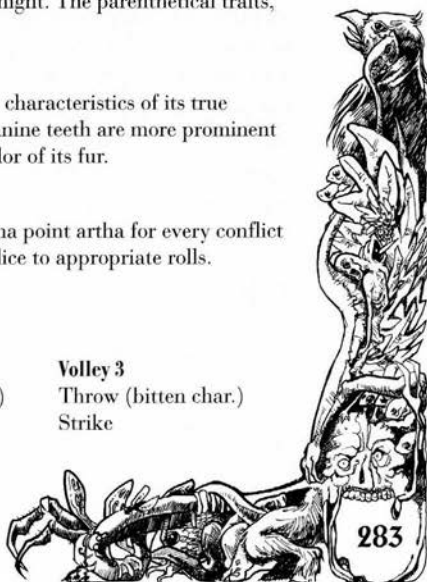 night. The parenthetical traits,
characteristics of its true
anine teeth are more prominent
lor of its fur.
na point artha for every conflict
lice to appropriate rolls.
Volley 3
) Throw (bitten char.)
Strike
283